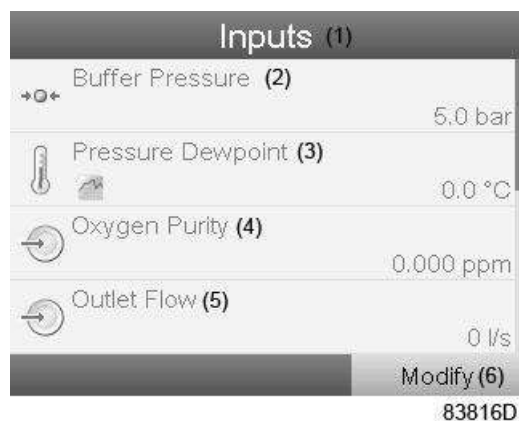 Inputs (1)
Buffer Pressure (2)
5.0 bar
Pressure Dewpoint (3)
0.0 °C
Oxygen Purity (4)
0.000 ppm
Outlet Flow (5)
0 l/s
Modify (6)
83816D